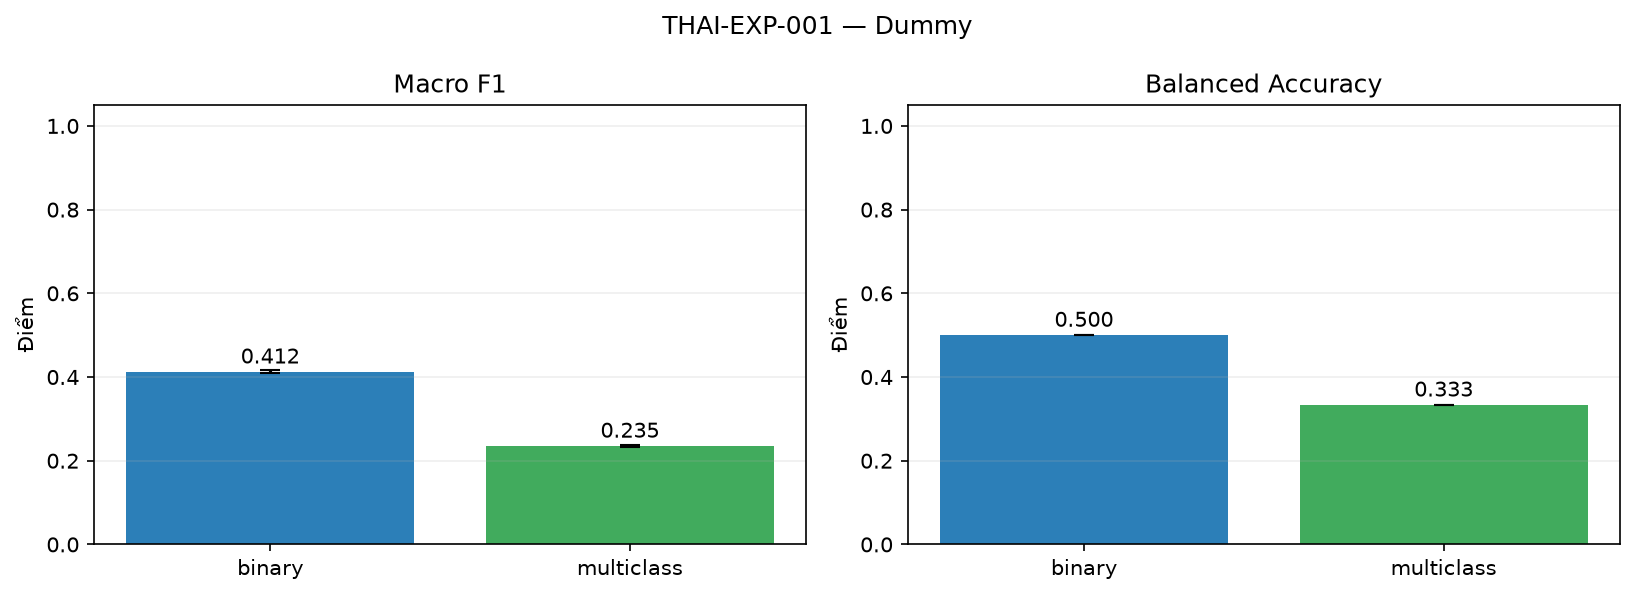 THAI-EXP-001 — Dummy
Macro F1
Điểm
1.0
0.8
0.6
0.4
0.2
0.0
0.412
0.235
binary
multiclass
Balanced Accuracy
Điểm
1.0
0.8
0.6
0.4
0.2
0.0
0.500
0.333
binary
multiclass